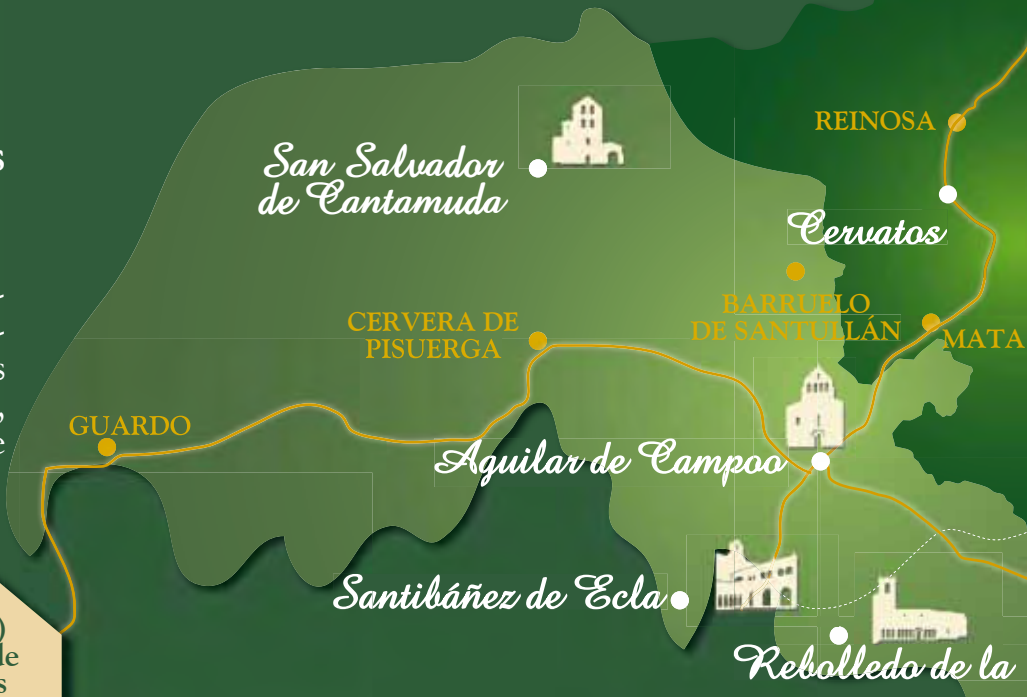 REINOSA
San Salvador
de Cantamuda
Cervatos
BARRUELO
DE SANTULLÁN
CERVERA DE
PISUERGA
MATA
GUARDO
Aguilar de Campoo
Santibáñez de Ecla
Rebolledo de la